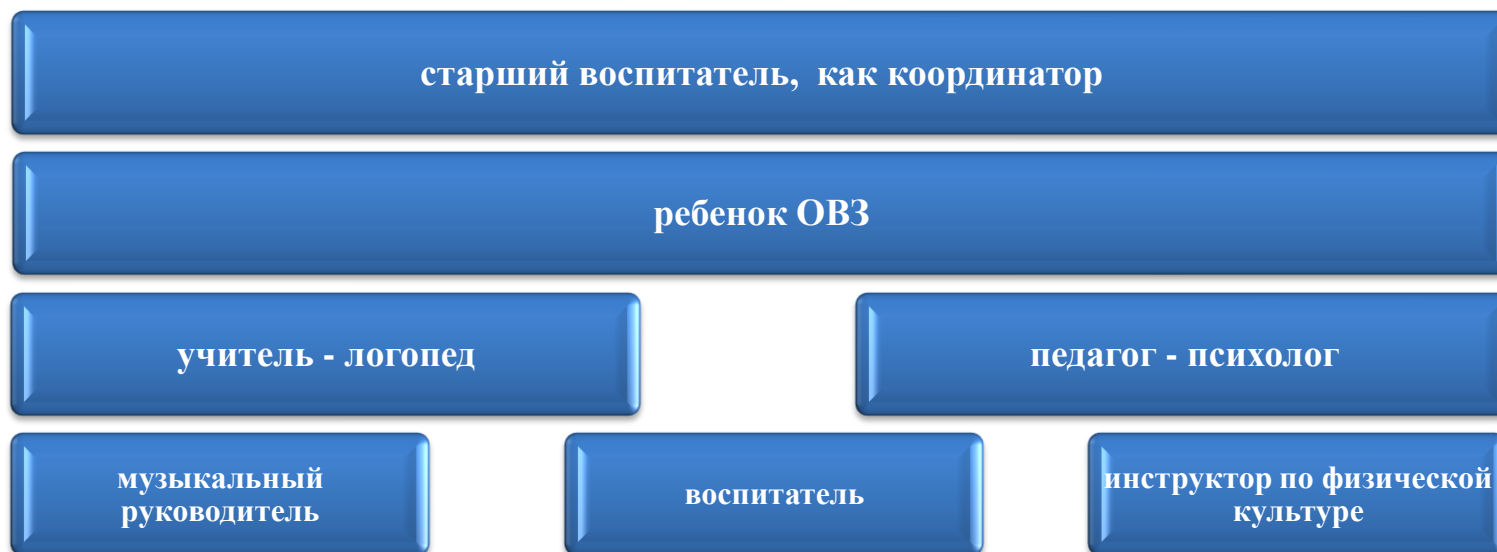 старший воспитатель, как координатор
ребенок ОВЗ
учитель - логопед
педагог - психолог
музыкальный
руководитель
воспитатель
инструктор по физической
культуре